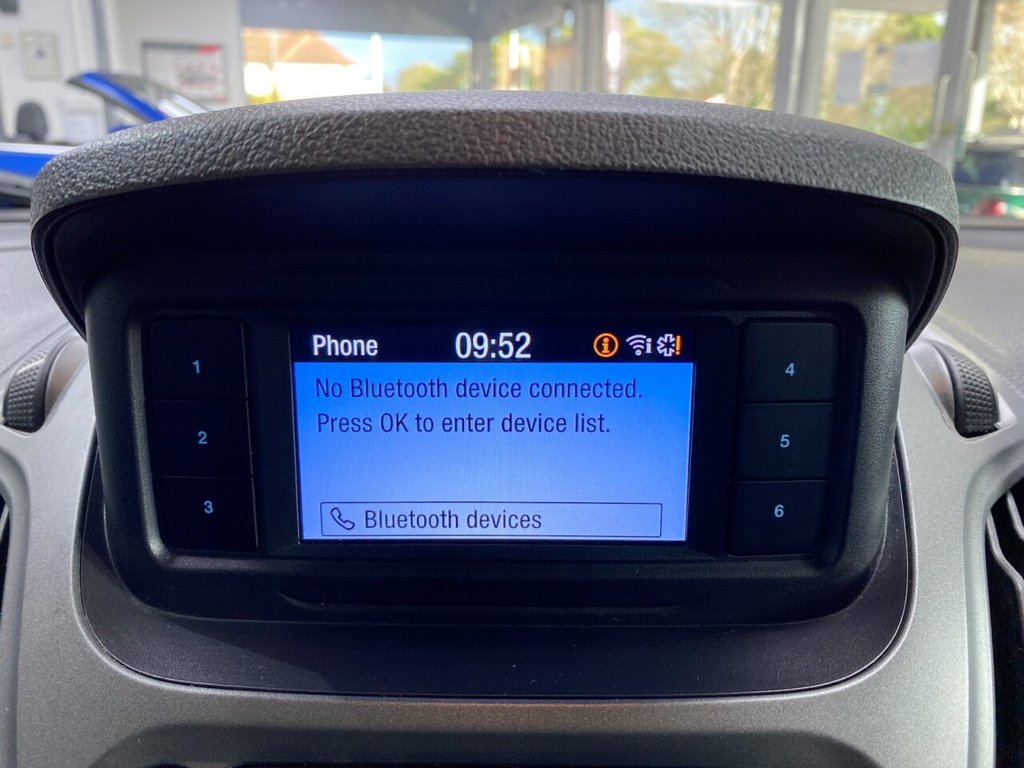 Phone 09:52
No Bluetooth device connected.
Press OK to enter device list.
Bluetooth devices
1
2
3
4
5
6